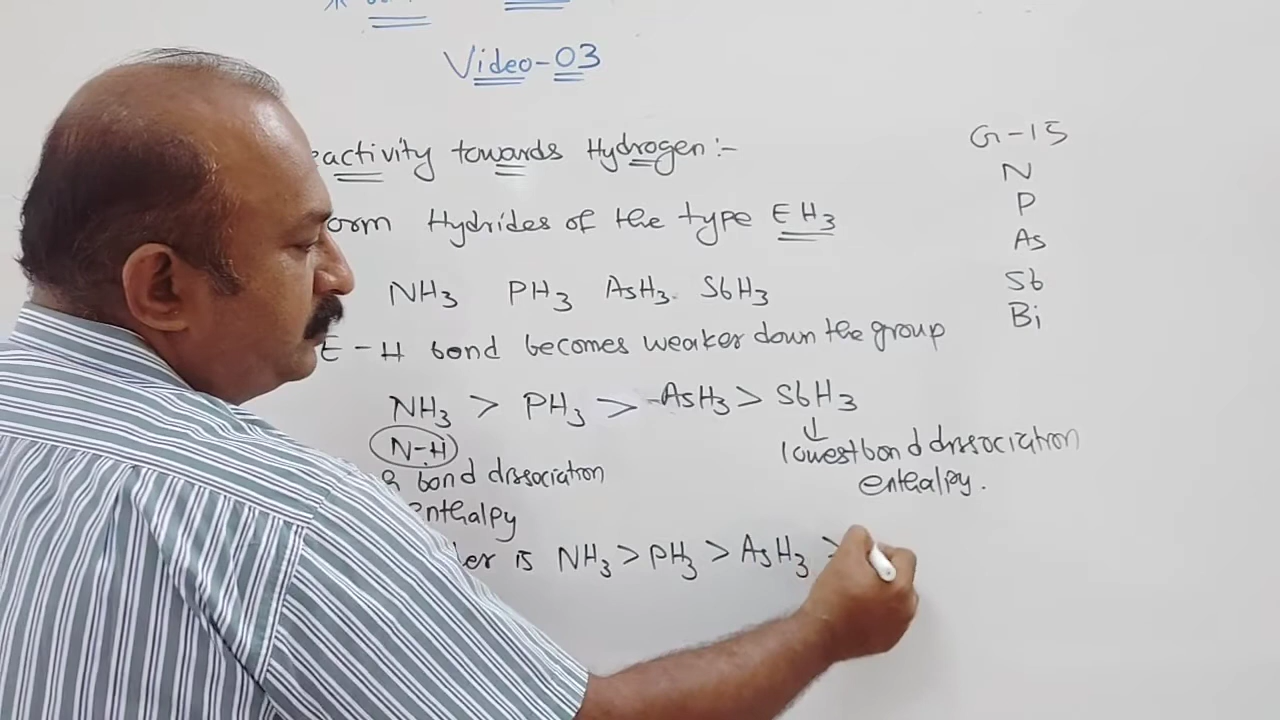 Video-03
eactivity towards Hydrogen:-
orm Hydrides of the type EH3
NH3 PH3 AsH3 SbH3
E-H bond becomes weaker down the group
NH3 > PH3 > AsH3 > SbH3
N-H
bond dissociation
enthalpy
↓
lowest bond dissociation
enthalpy.
der is NH3 > PH3 > AsH3 >
G-15
N
P
As
Sb
Bi